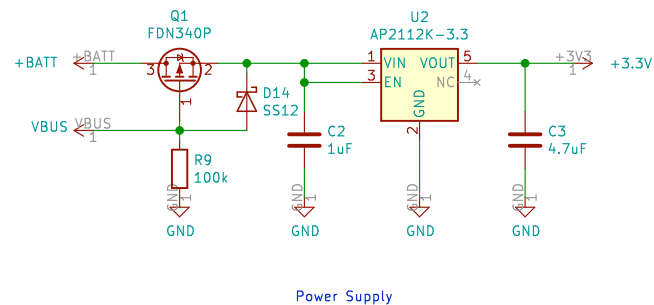 Q1
FDN340P
U2
AP2112K-3.3
+BATT
+BATT
1
3
2
1
VIN
VOUT
5
+3V3
1
+3.3V
3
EN
NC
4
D14
SS12
1
GND
2
VBUS
VBUS
1
C2
1uF
C3
4.7uF
R9
100k
GND
1
GND
1
GND
1
GND
GND
GND
GND
Power Supply